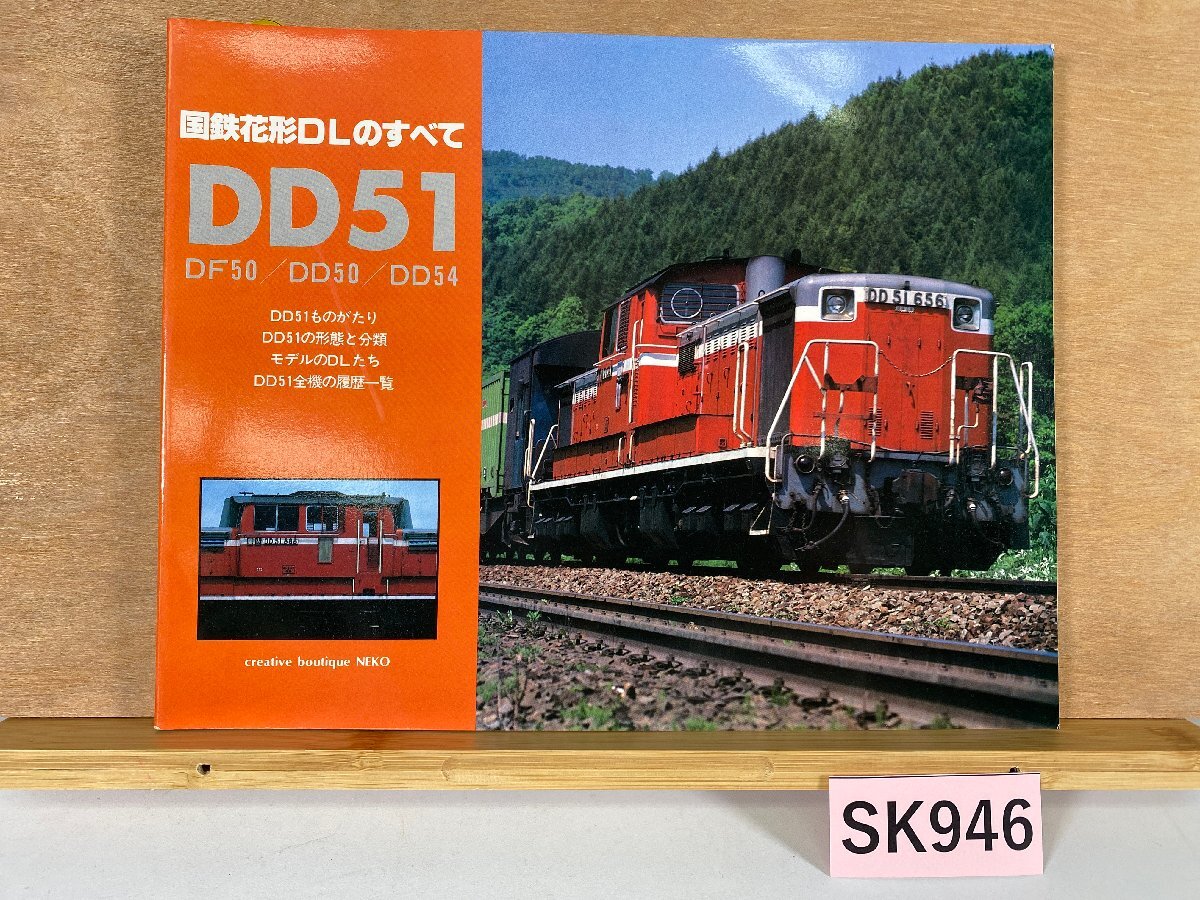 国鉄花形DLのすべて
DD51
DF50／DD50／DD54
DD51ものがたり
DD51の形態と分類
モデルのDLたち
DD51全機の履歴一覧
DD 51 656
creative boutique NEKO
SK946